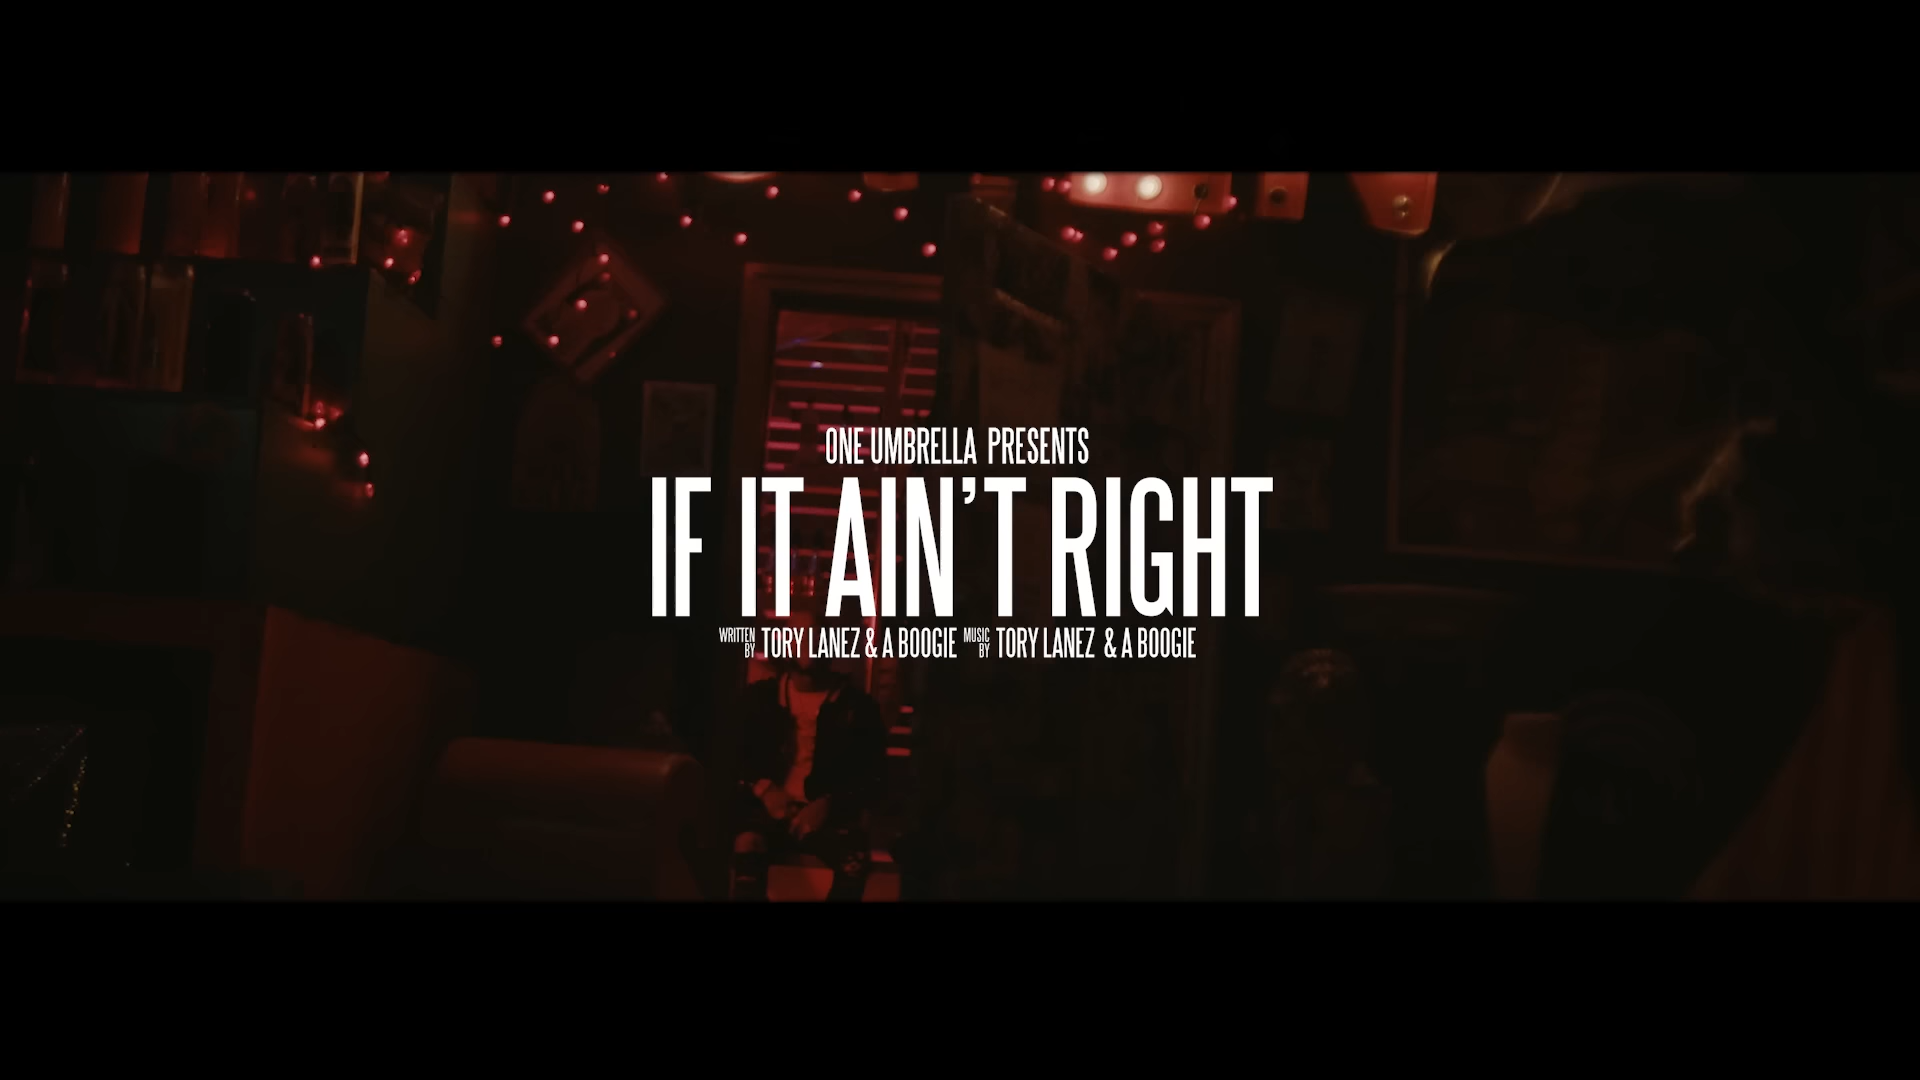 ONE UMBRELLA PRESENTS
IF IT AIN'T RIGHT
WRITTEN BY TORY LANEZ & A BOOGIE MUSIC BY TORY LANEZ & A BOOGIE